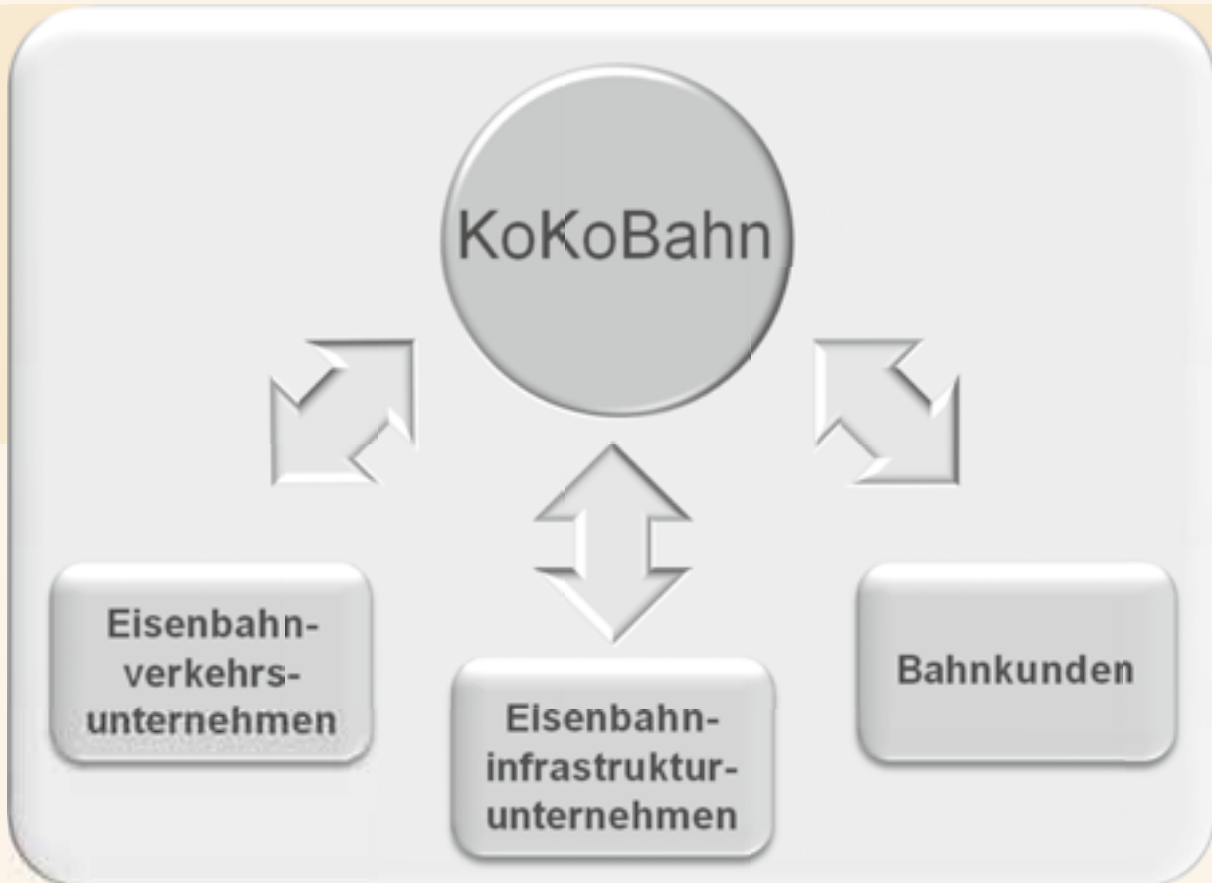 KoKoBahn
Eisenbahn-
verkehrs-
unternehmen
Eisenbahn-
infrastruktur-
unternehmen
Bahnkunden